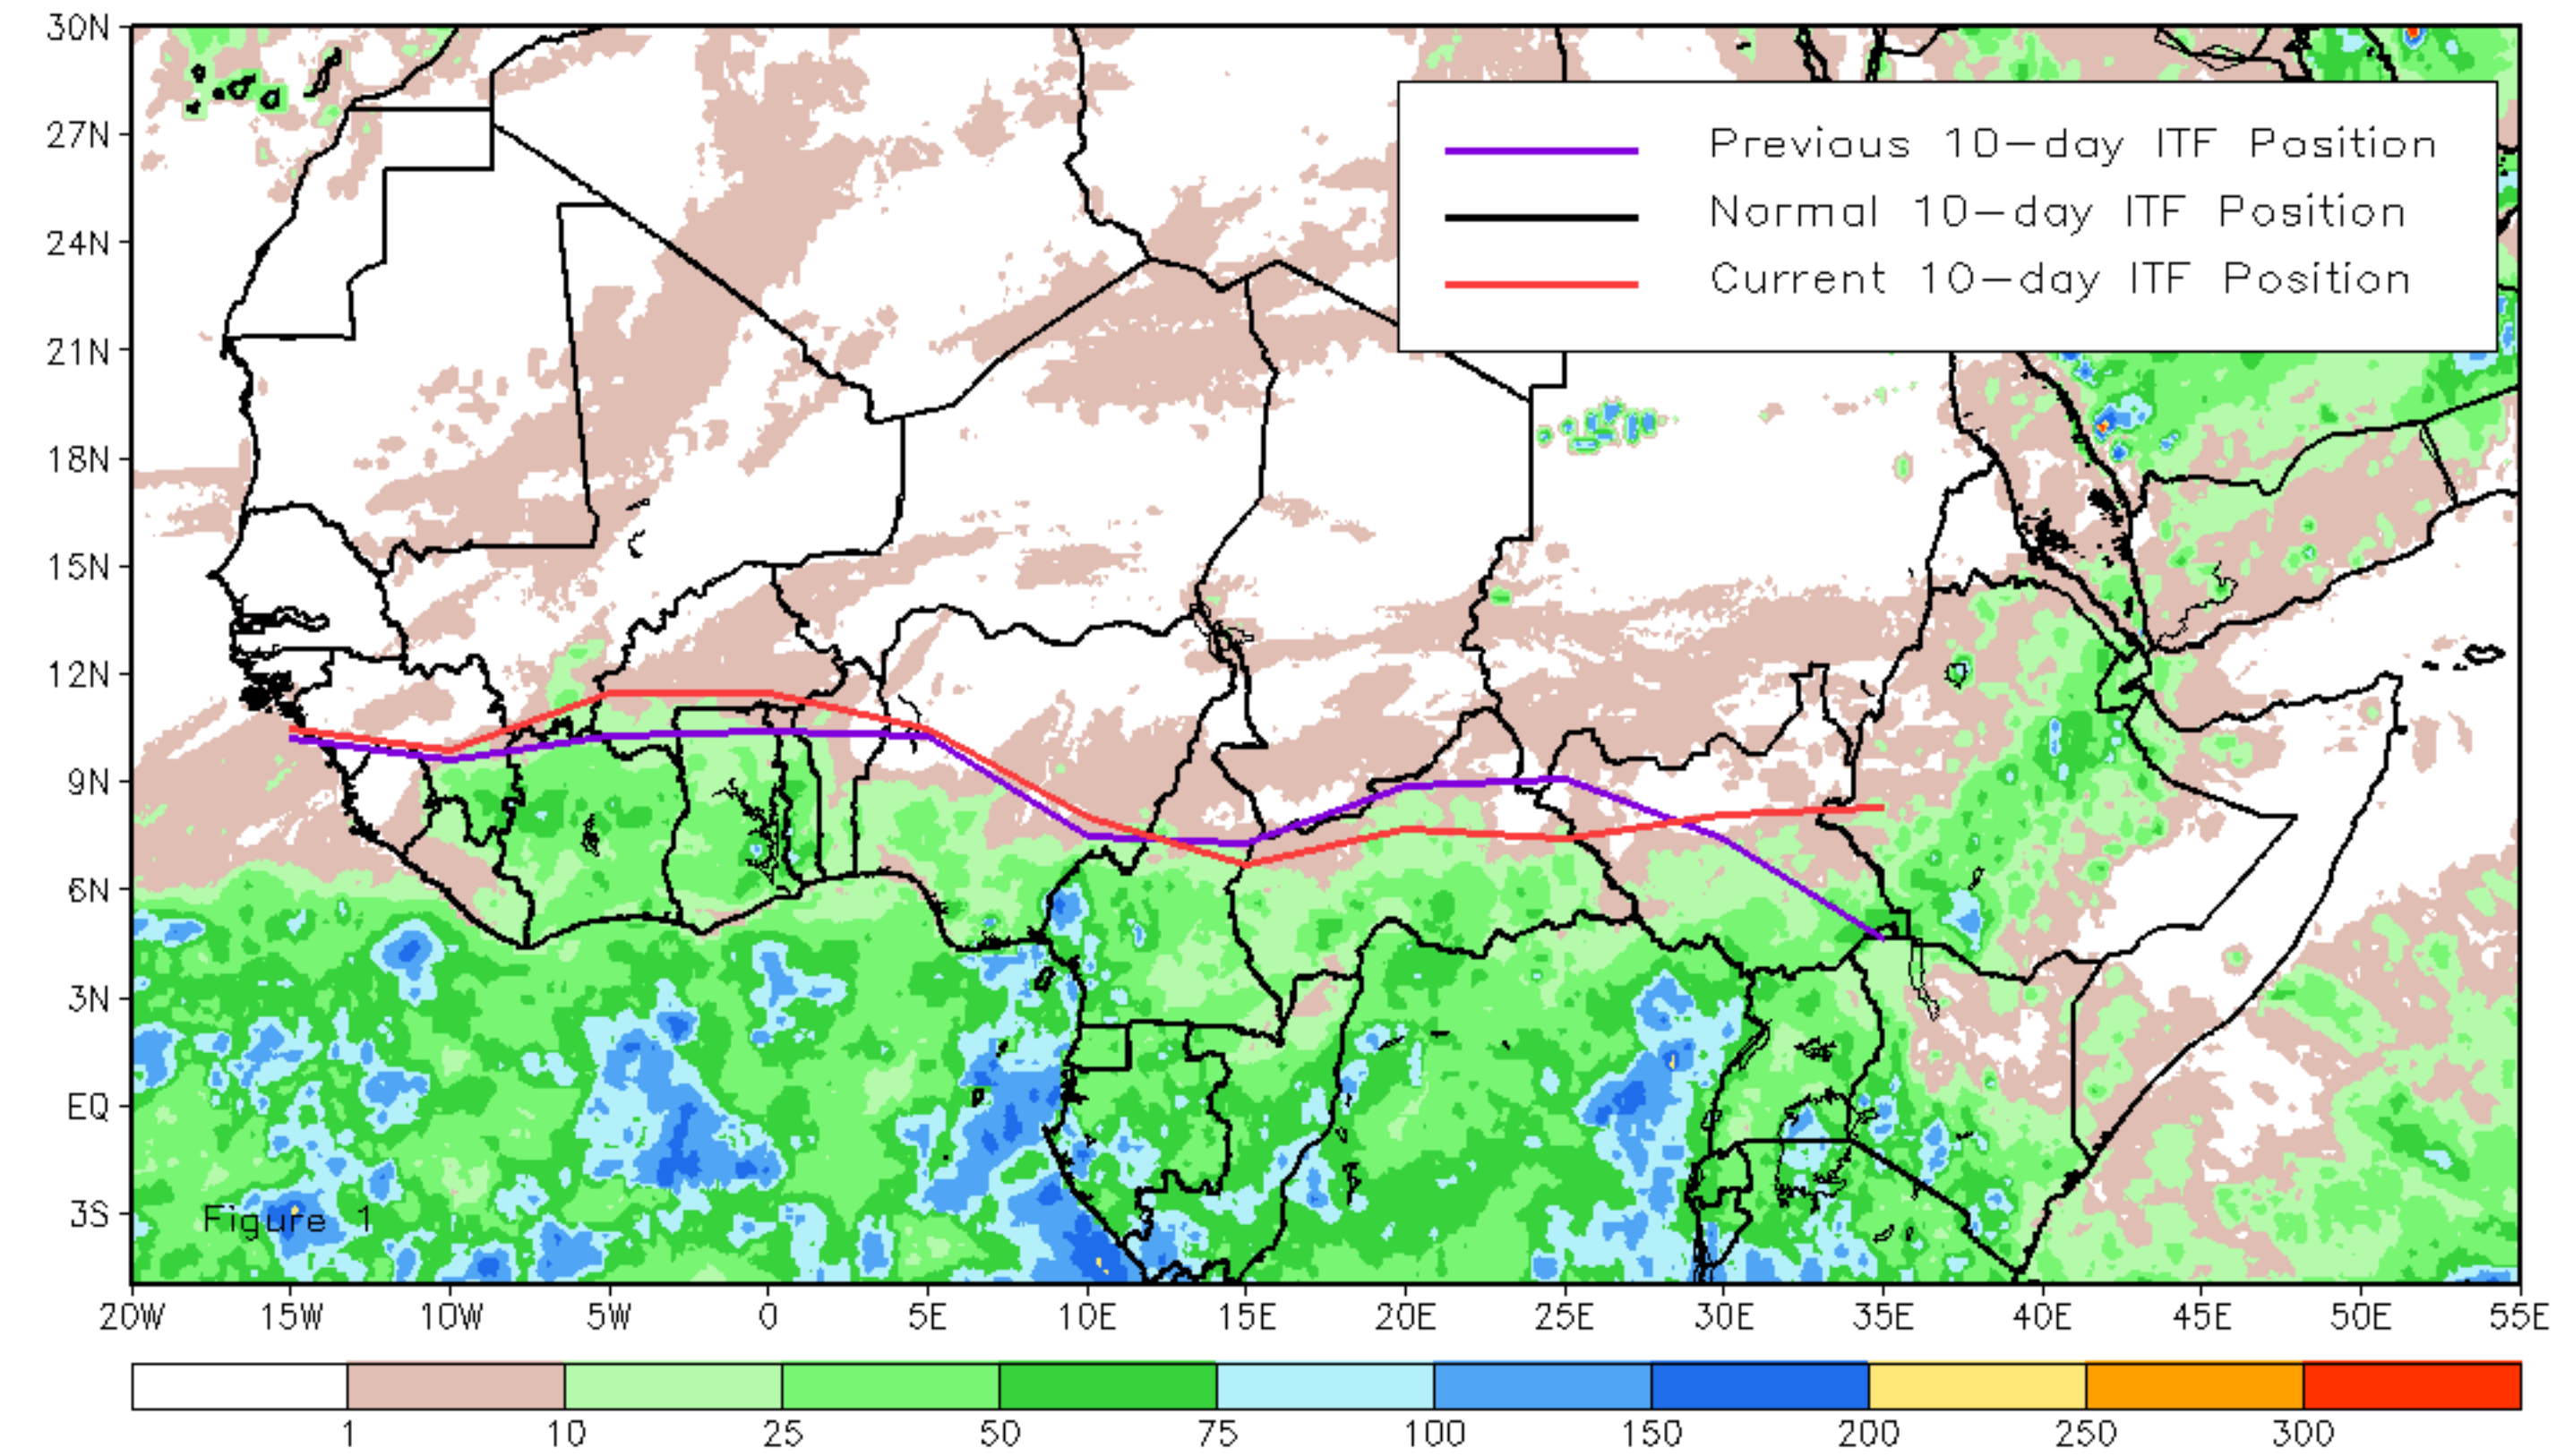 30N
27N
24N
21N
18N
15N
12N
9N
6N
3N
EQ
3S
Previous 10-day ITF Position
Normal 10-day ITF Position
Current 10-day ITF Position
Figure 1
20W 15W 10W 5W 0 5E 10E 15E 20E 25E 30E 35E 40E 45E 50E 55E
1 10 25 50 75 100 150 200 250 300